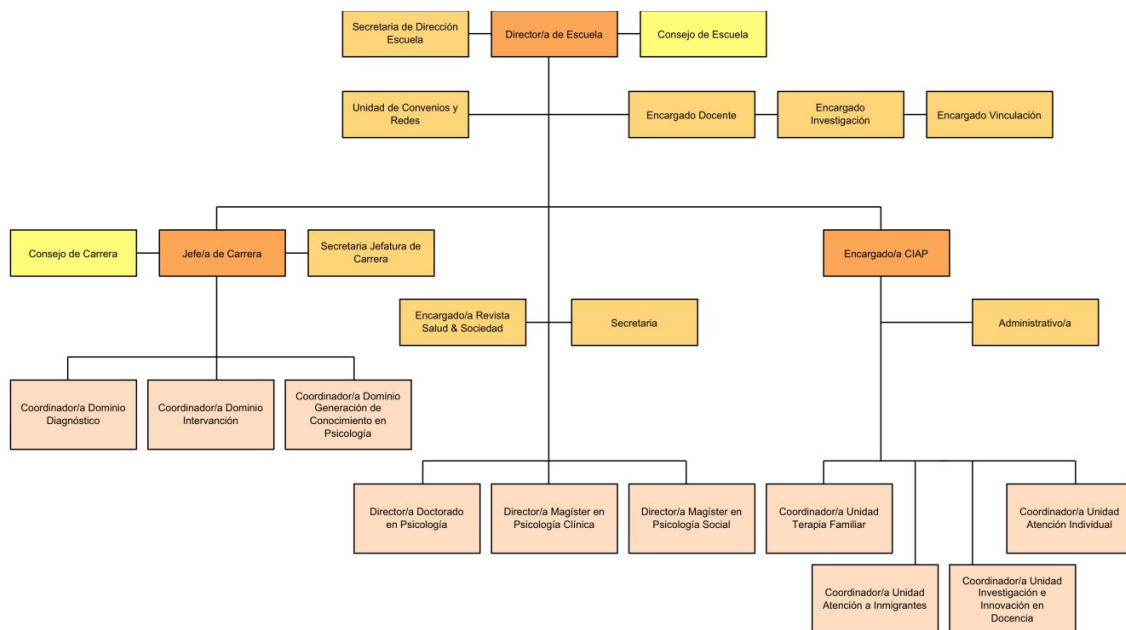 Secretaria de Dirección
Escuela
Director/a de Escuela
Consejo de Escuela
Unidad de Convenios y
Redes
Encargado Docente
Encargado
Investigación
Encargado Vinculación
Consejo de Carrera
Jefe/a de Carrera
Secretaria Jefatura de
Carrera
Encargado/a CIAP
Encargado/a Revista
Salud & Sociedad
Secretaria
Administrativo/a
Coordinador/a Dominio
Diagnóstico
Coordinador/a Dominio
Intervanción
Coordinador/a Dominio
Generación de
Conocimiento en
Psicología
Director/a Doctorado
en Psicología
Director/a Magíster en
Psicología Clínica
Director/a Magíster en
Psicología Social
Coordinador/a Unidad
Terapia Familiar
Coordinador/a Unidad
Atención Individual
Coordinador/a Unidad
Atención a Inmigrantes
Coordinador/a Unidad
Investigación e
Innovación en
Docencia